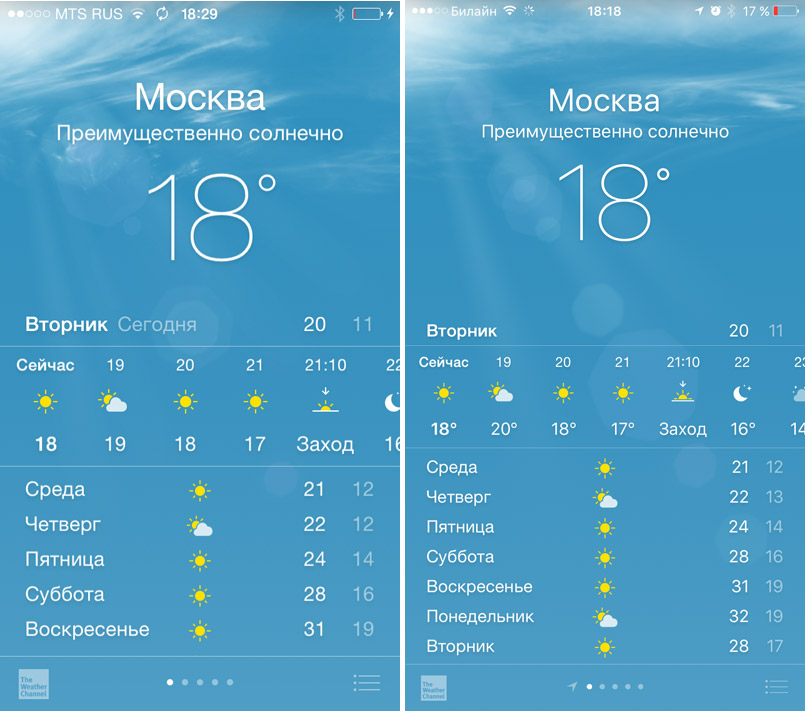 MTS RUS 18:29
Москва
Преимущественно солнечно
18°
Вторник Сегодня 20 11
Сейчас 19 20 21 21:10 22
18 19 18 17 Заход 16
Среда 21 12
Четверг 22 12
Пятница 24 14
Суббота 28 16
Воскресенье 31 19
The
Weather
Channel
Билайн 18:18 17 %
Москва
Преимущественно солнечно
18°
Вторник 20 11
Сейчас 19 20 21 21:10 22 23
18° 20° 18° 17° Заход 16° 14
Среда 21 12
Четверг 22 13
Пятница 24 14
Суббота 28 16
Воскресенье 31 19
Понедельник 32 19
Вторник 28 17
The
Weather
Channel